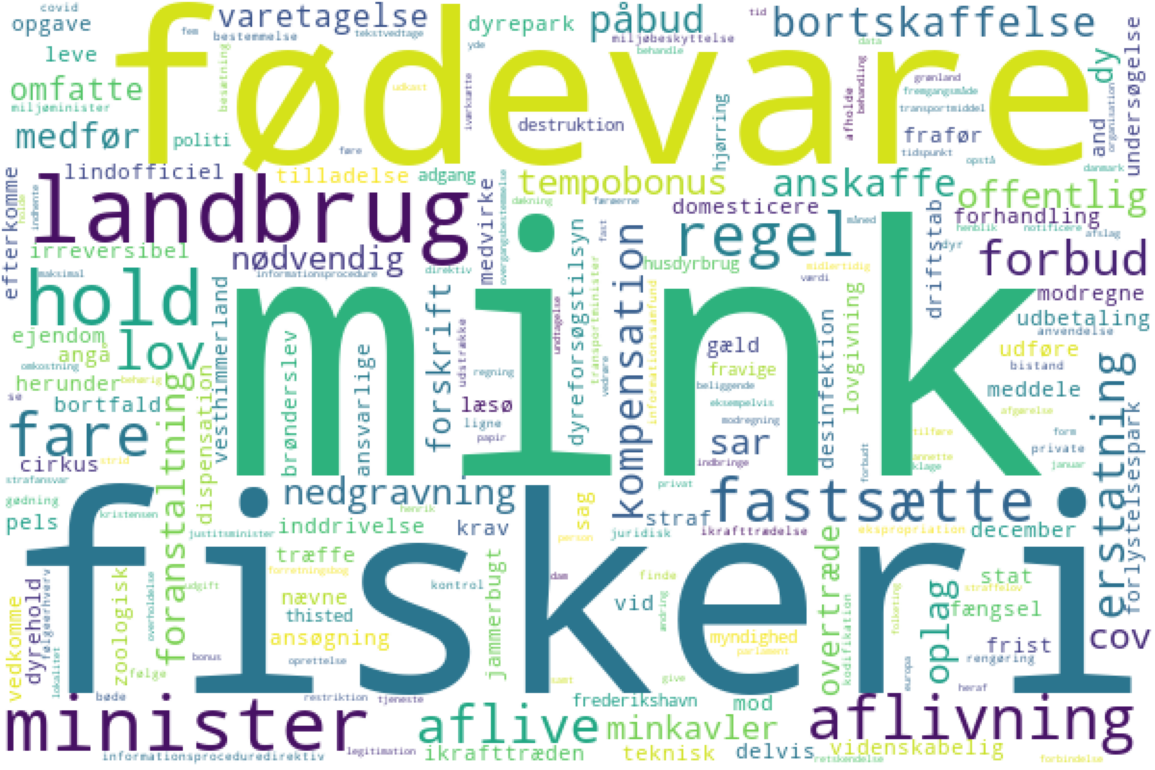 covid
fem
varetagelse
dyrepark
påbud
tid
bortskaffelse
opgave
bestemmelse
tekstvedtage
yde
miljøbeskyttelse
data
leve
fødevare
behandle
dy
undersøgelse
omfatte
besætning
udkast
iværksætte
grønland
fremgangsmåde
miljøminister
transportmiddel
organisation
medfør
politi
destruktion
hjørring
afholde
behandling
frafør
and
føre
tidspunkt
opstå
lindofficiel
tilladelse
adgang
tempobonus
anskaffe
offentlig
danmark
efterkomme
indhente
holde
landbrug
medvirke
overgangsbestemmelse
døkning
færøerne
fast
domesticere
måned
driftstab
forhandling
irreversibel
nødvendig
dyreforsøgstilsyn
regel
dyr
henblik
notificere
afslag
maksimal
informationsprocedure
direktiv
husdyrbrug
midlertidig
værdi
forbud
hold
mink
modregne
ejendom
lov
vesthimmerland
forskrift
udstrække
undtagelse
transportminister
kompensation
informationssamfund
desinfektion
lovgivning
udbetaling
angå
gæld
anvendelse
omkostning
brønderslev
ansvarlige
regning
vedrøre
fravige
udføre
herunder
behørig
beliggende
bistand
se
bortfald
læsø
eksempelvis
meddele
erstatning
fare
foranstaltning
dispensation
ligne
modregning
afgørelse
papir
sar
tilføre
form
cirkus
strid
indbringe
forbudt
annette
private
strafansvar
klage
januar
forlystelsespark
gødning
nedgravning
privat
fastsætte
kristensen
henrik
pels
justitsminister
inddrivelse
krav
sag
straf
ikrafttrædelse
ekspropriation
december
person
juridisk
fiskeri
træffe
overtræde
stat
forretningsbog
kontrol
dam
finde
straffelov
vedkomme
dyrehold
følgeerhverv
zoologisk
overholdelse
udgift
nævne
vid
oplag
fængsel
thisted
ændring
folketing
ansøgning
jammerbugt
myndighed
kodifikation
frist
cov
lokalitet
følge
bonus
oprettelse
parlament
europa
rengøring
bøde
restriktion
tjeneste
samt
give
heraf
minister
aflive
frederikshavn
mod
aflivning
minkavler
legitimation
ikrafttræden
teknisk
delvis
videnskabelig
informationsproceduredirektiv
retskendelse
forbindelse